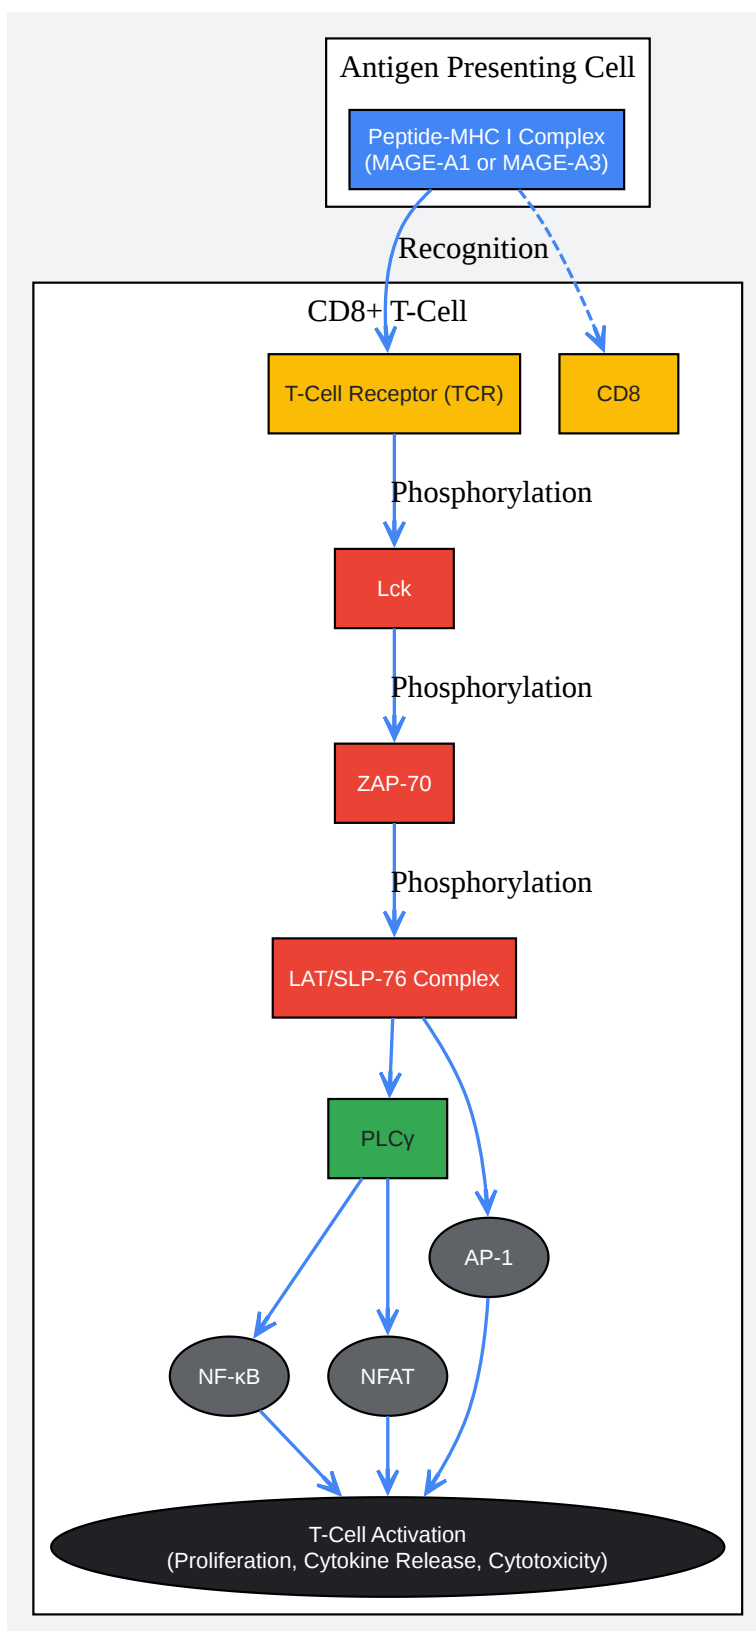 Antigen Presenting Cell
Peptide-MHC I Complex
(MAGE-A1 or MAGE-A3)
Recognition
CD8+ T-Cell
T-Cell Receptor (TCR)
CD8
Phosphorylation
Lck
Phosphorylation
ZAP-70
Phosphorylation
LAT/SLP-76 Complex
PLCγ
AP-1
NF-κB
NFAT
T-Cell Activation
(Proliferation, Cytokine Release, Cytotoxicity)